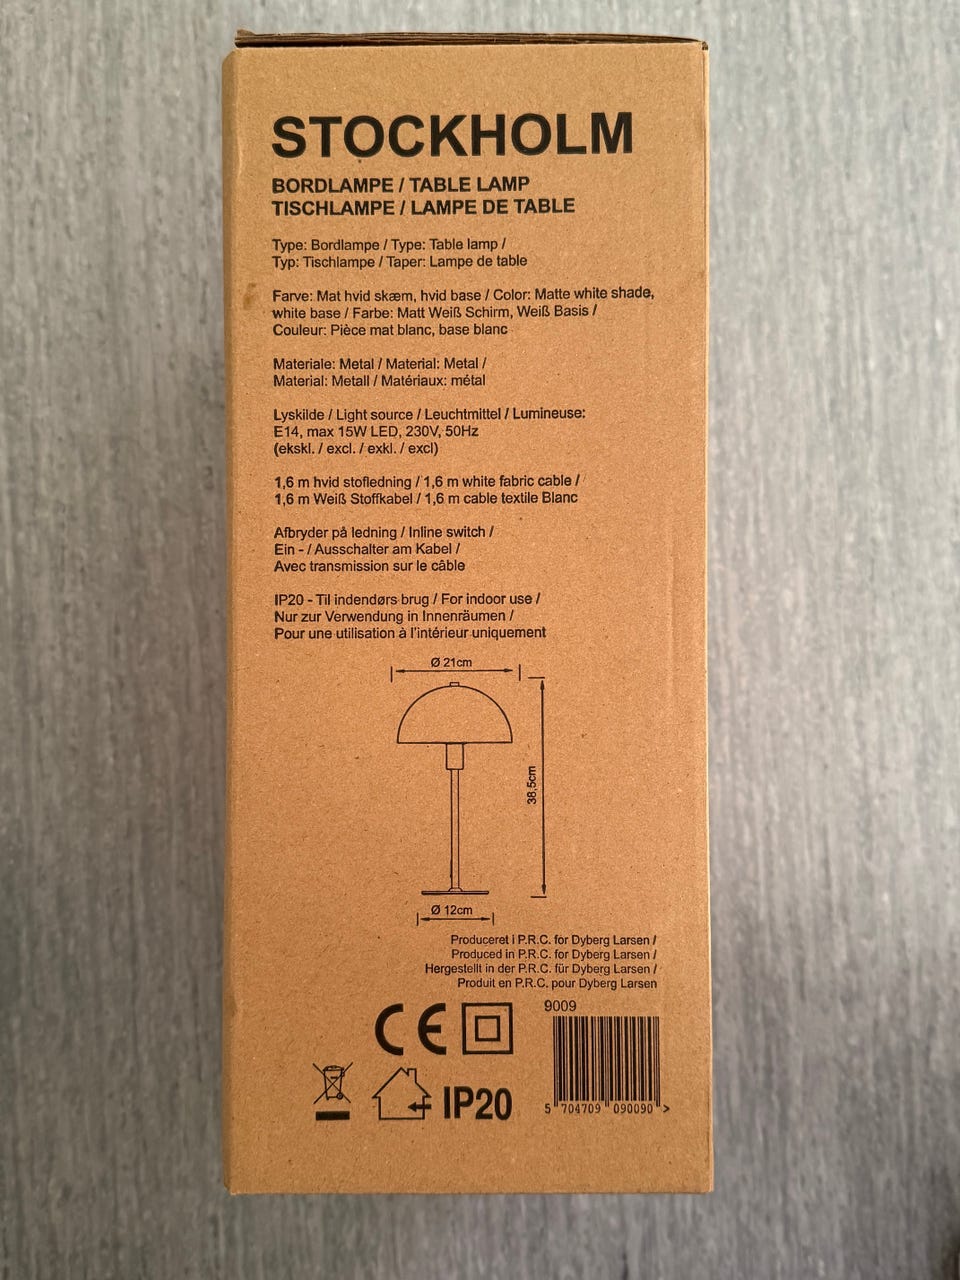 STOCKHOLM
BORDLAMPE / TABLE LAMP
TISCHLAMPE / LAMPE DE TABLE
Type: Bordlampe / Type: Table lamp /
Typ: Tischlampe / Taper: Lampe de table
Farve: Mat hvid skæm, hvid base / Color: Matte white shade,
white base / Farbe: Matt Weiß Schirm, Weiß Basis /
Couleur: Pièce mat blanc, base blanc
Materiale: Metal / Material: Metal /
Material: Metall / Matériaux: métal
Lyskilde / Light source / Leuchtmittel / Lumineuse:
E14, max 15W LED, 230V, 50Hz
(ekskl. / excl. / exkl. / excl)
1,6 m hvid stofledning / 1,6 m white fabric cable /
1,6 m Weiß Stoffkabel / 1,6 m cable textile Blanc
Afbryder på ledning / Inline switch /
Ein - / Ausschalter am Kabel /
Avec transmission sur le câble
IP20 - Til indendørs brug / For indoor use /
Nur zur Verwendung in Innenräumen /
Pour une utilisation à l'intérieur uniquement
Ø 21cm
38,5cm
Ø 12cm
Produceret i P.R.C. for Dyberg Larsen /
Produced in P.R.C. for Dyberg Larsen /
Hergestellt in der P.R.C. für Dyberg Larsen /
Produit en P.R.C. pour Dyberg Larsen
9009
CE
IP20
5 704709 090090 >